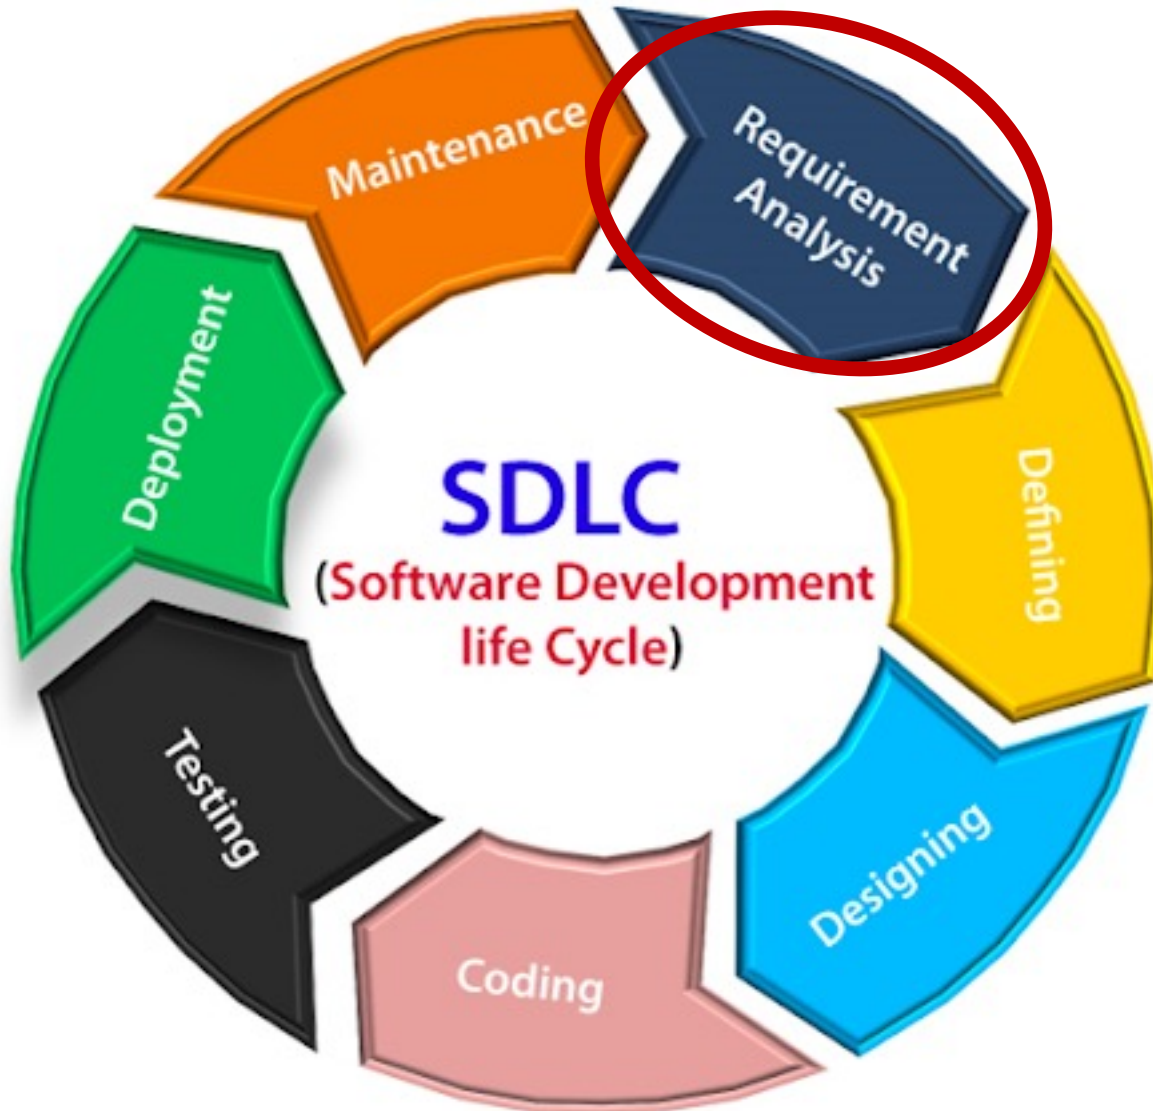 Maintenance
Requirement
Analysis
Deployment
SDLC
(Software Development
life Cycle)
Defining
Testing
Designing
Coding